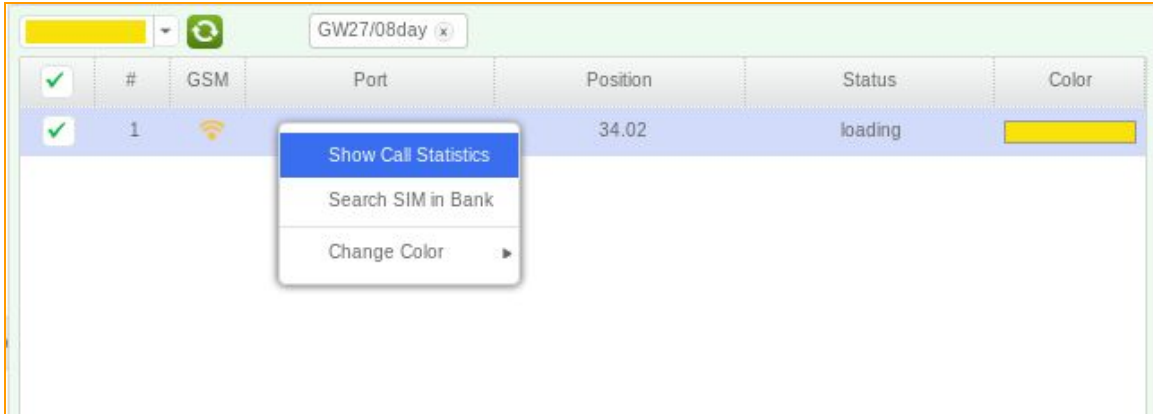 GW27/08day
# GSM Port Position Status Color
1 34.02 loading
Show Call Statistics
Search SIM in Bank
Change Color